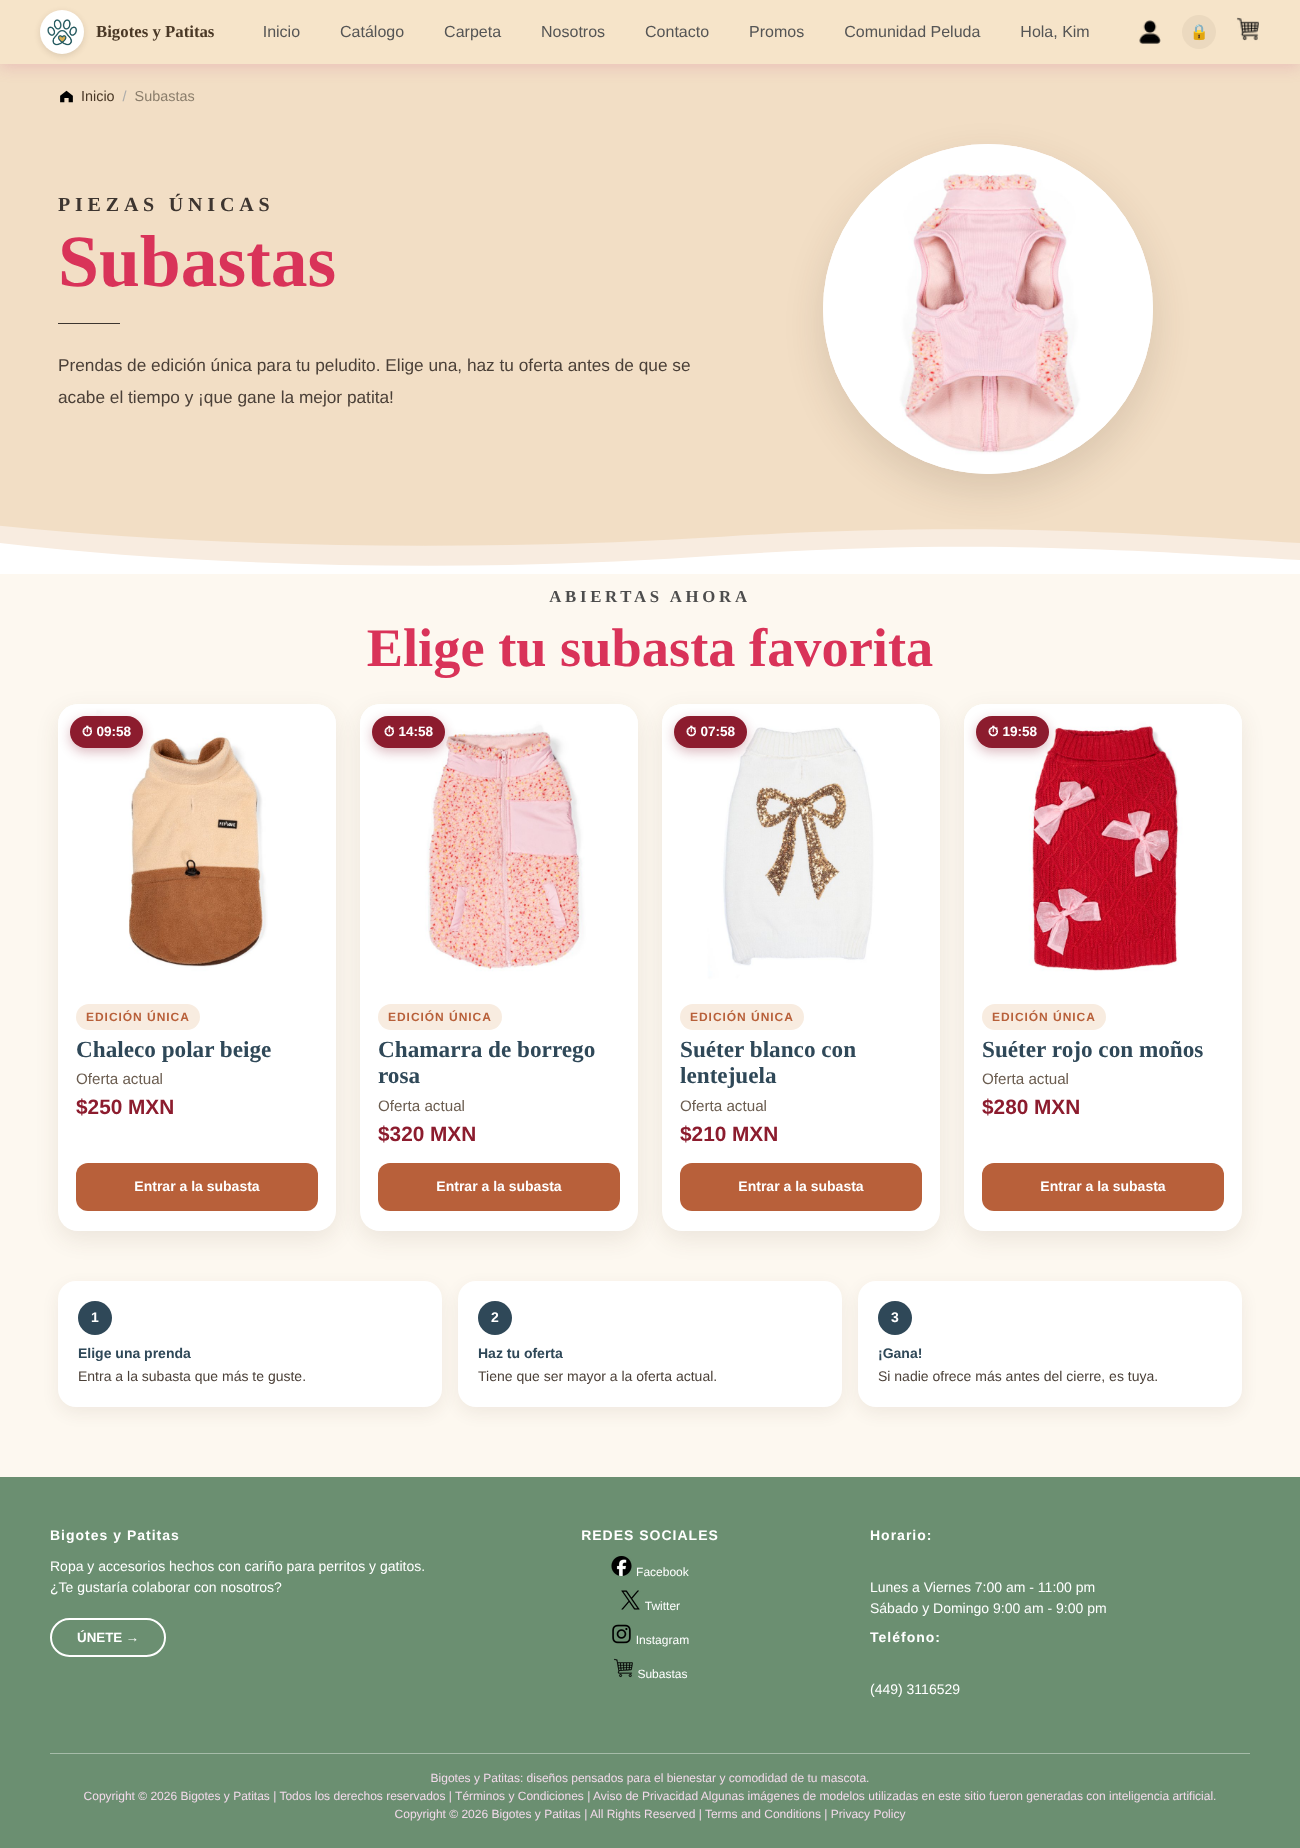 Bigotes y Patitas
Inicio
Catálogo
Carpeta
Nosotros
Contacto
Promos
Comunidad Peluda
Hola, Kim
Inicio / Subastas
PIEZAS ÚNICAS
Subastas
Prendas de edición única para tu peludito. Elige una, haz tu oferta antes de que se
acabe el tiempo y ¡que gane la mejor patita!
ABIERTAS AHORA
Elige tu subasta favorita
09:58
EDICIÓN ÚNICA
Chaleco polar beige
Oferta actual
$250 MXN
Entrar a la subasta
14:58
EDICIÓN ÚNICA
Chamarra de borrego
rosa
Oferta actual
$320 MXN
Entrar a la subasta
07:58
EDICIÓN ÚNICA
Suéter blanco con
lentejuela
Oferta actual
$210 MXN
Entrar a la subasta
19:58
EDICIÓN ÚNICA
Suéter rojo con moños
Oferta actual
$280 MXN
Entrar a la subasta
1
Elige una prenda
Entra a la subasta que más te guste.
2
Haz tu oferta
Tiene que ser mayor a la oferta actual.
3
¡Gana!
Si nadie ofrece más antes del cierre, es tuya.
Bigotes y Patitas
Ropa y accesorios hechos con cariño para perritos y gatitos.
¿Te gustaría colaborar con nosotros?
ÚNETE →
REDES SOCIALES
Facebook
Twitter
Instagram
Subastas
Horario:
Lunes a Viernes 7:00 am - 11:00 pm
Sábado y Domingo 9:00 am - 9:00 pm
Teléfono:
(449) 3116529
Bigotes y Patitas: diseños pensados para el bienestar y comodidad de tu mascota.
Copyright © 2026 Bigotes y Patitas | Todos los derechos reservados | Términos y Condiciones | Aviso de Privacidad Algunas imágenes de modelos utilizadas en este sitio fueron generadas con inteligencia artificial.
Copyright © 2026 Bigotes y Patitas | All Rights Reserved | Terms and Conditions | Privacy Policy